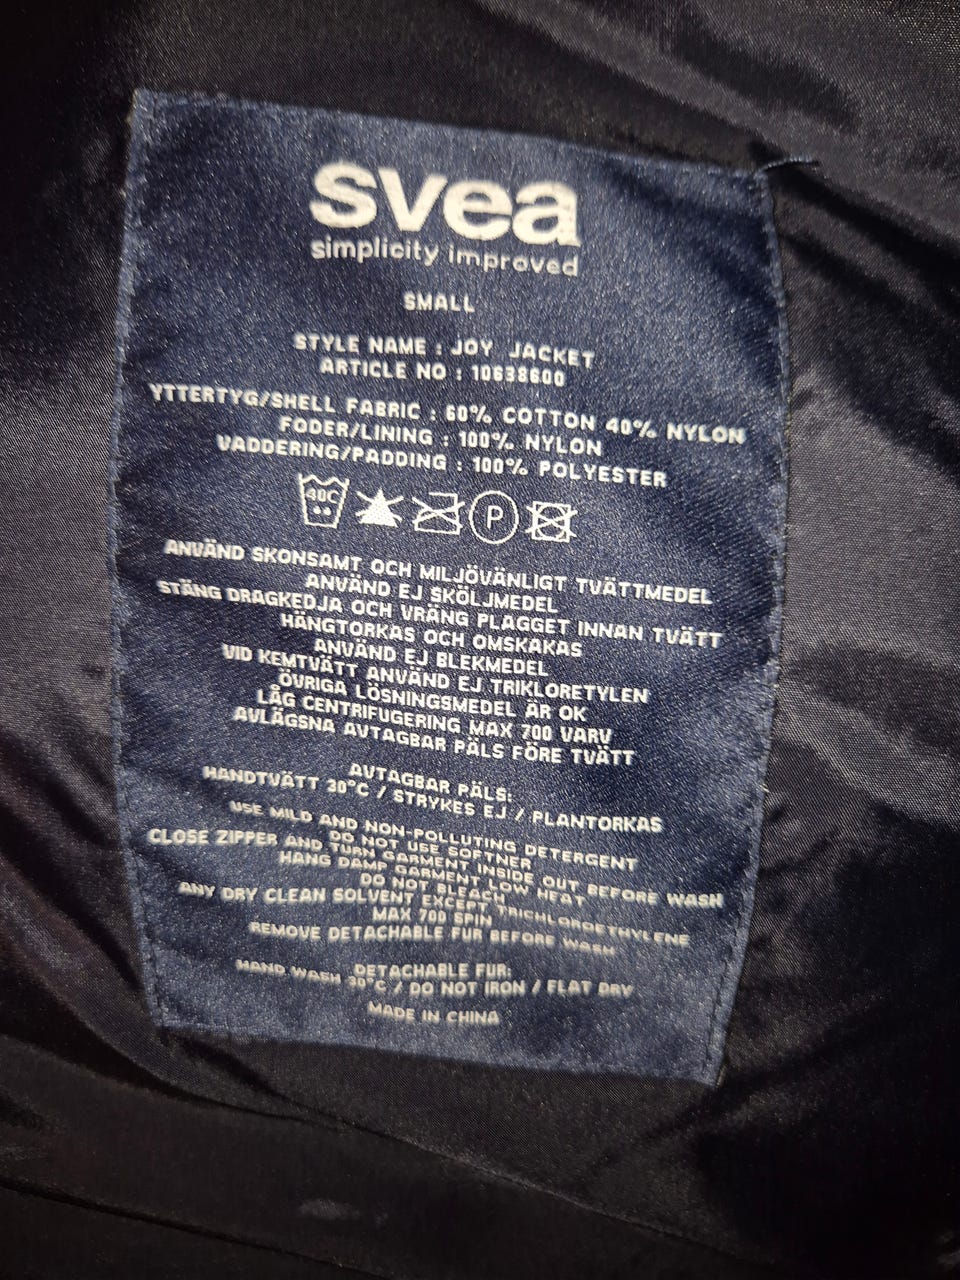 svea
simplicity improved
SMALL
STYLE NAME : JOY JACKET
ARTICLE NO : 10638600
YTTERTYG/SHELL FABRIC : 60% COTTON 40% NYLON
FODER/LINING : 100% NYLON
VADDERING/PADDING : 100% POLYESTER
40C P
ANVÄND SKONSAMT OCH MILJÖVÄNLIGT TVÄTTMEDEL
ANVÄND EJ SKÖLJMEDEL
STÄNG DRAGKEDJA OCH VRÄNG PLAGGET INNAN TVÄTT
HÄNGTORKAS OCH OMSKAKAS
ANVÄND EJ BLEKMEDEL
VID KEMTVÄTT ANVÄND EJ TRIKLORETYLEN
ÖVRIGA LÖSNINGSMEDEL ÄR OK
LÅG CENTRIFUGERING MAX 700 VARV
AVLÄGSNA AVTAGBAR PÄLS FÖRE TVÄTT
AVTAGBAR PÄLS:
HANDTVÄTT 30°C / STRYKES EJ / PLANTORKAS
USE MILD AND NON-POLLUTING DETERGENT
DO NOT USE SOFTNER
CLOSE ZIPPER AND TURN GARMENT INSIDE OUT BEFORE WASH
HANG DAMP GARMENT LOW HEAT
DO NOT BLEACH
ANY DRY CLEAN SOLVENT EXCEPT TRICHLOROETHYLENE
MAX 700 SPIN
REMOVE DETACHABLE FUR BEFORE WASH
DETACHABLE FUR:
HAND WASH 30°C / DO NOT IRON / FLAT DRY
MADE IN CHINA